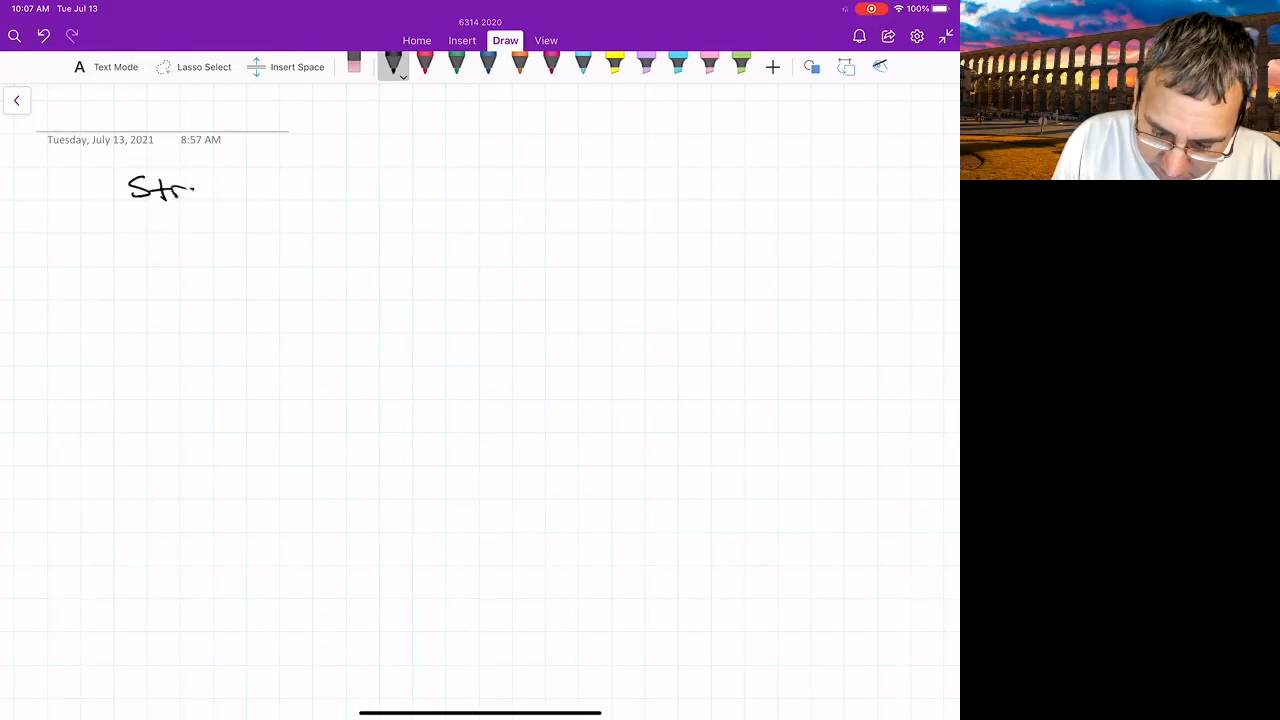 10:07 AM Tue Jul 13 100%
6314 2020
Home Insert Draw View
A Text Mode Lasso Select Insert Space
Tuesday, July 13, 2021 8:57 AM
Str